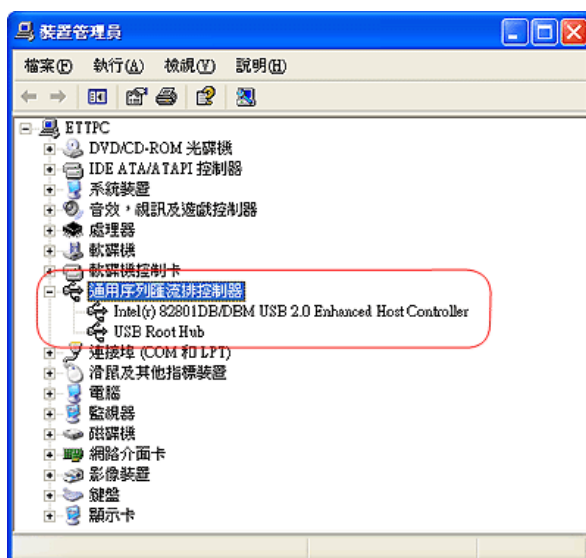 裝置管理員
檔案(F) 執行(A) 檢視(V) 說明(H)
ETTPC
DVD/CD-ROM 光碟機
IDE ATA/ATAPI 控制器
系統裝置
音效，視訊及遊戲控制器
處理器
軟碟機
軟碟機控制卡
通用序列匯流排控制器
Intel(r) 82801DB/DBM USB 2.0 Enhanced Host Controller
USB Root Hub
連接埠 (COM 和 LPT)
滑鼠及其他指標裝置
電腦
監視器
磁碟機
網路介面卡
影像裝置
鍵盤
顯示卡